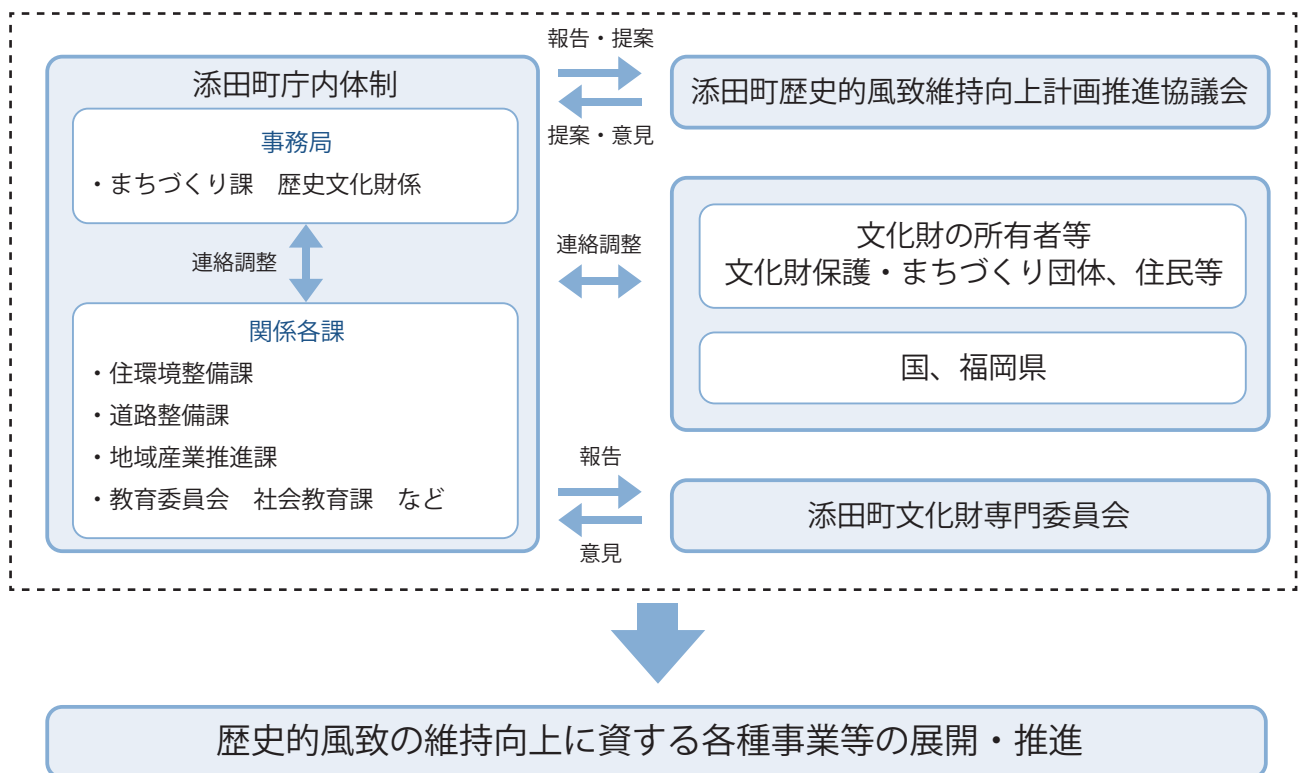 添田町庁内体制
事務局
・まちづくり課　歴史文化財係
連絡調整
関係各課
・住環境整備課
・道路整備課
・地域産業推進課
・教育委員会　社会教育課　など
報告・提案
提案・意見
添田町歴史的風致維持向上計画推進協議会
連絡調整
文化財の所有者等
文化財保護・まちづくり団体、住民等
国、福岡県
報告
意見
添田町文化財専門委員会
歴史的風致の維持向上に資する各種事業等の展開・推進